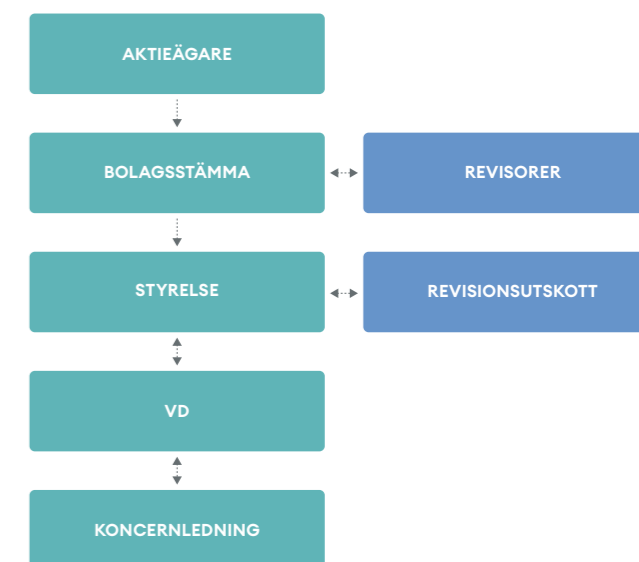 AKTIEÄGARE
BOLAGSSTÄMMA
REVISORER
STYRELSE
REVISIONSUTSKOTT
VD
KONCERNLEDNING